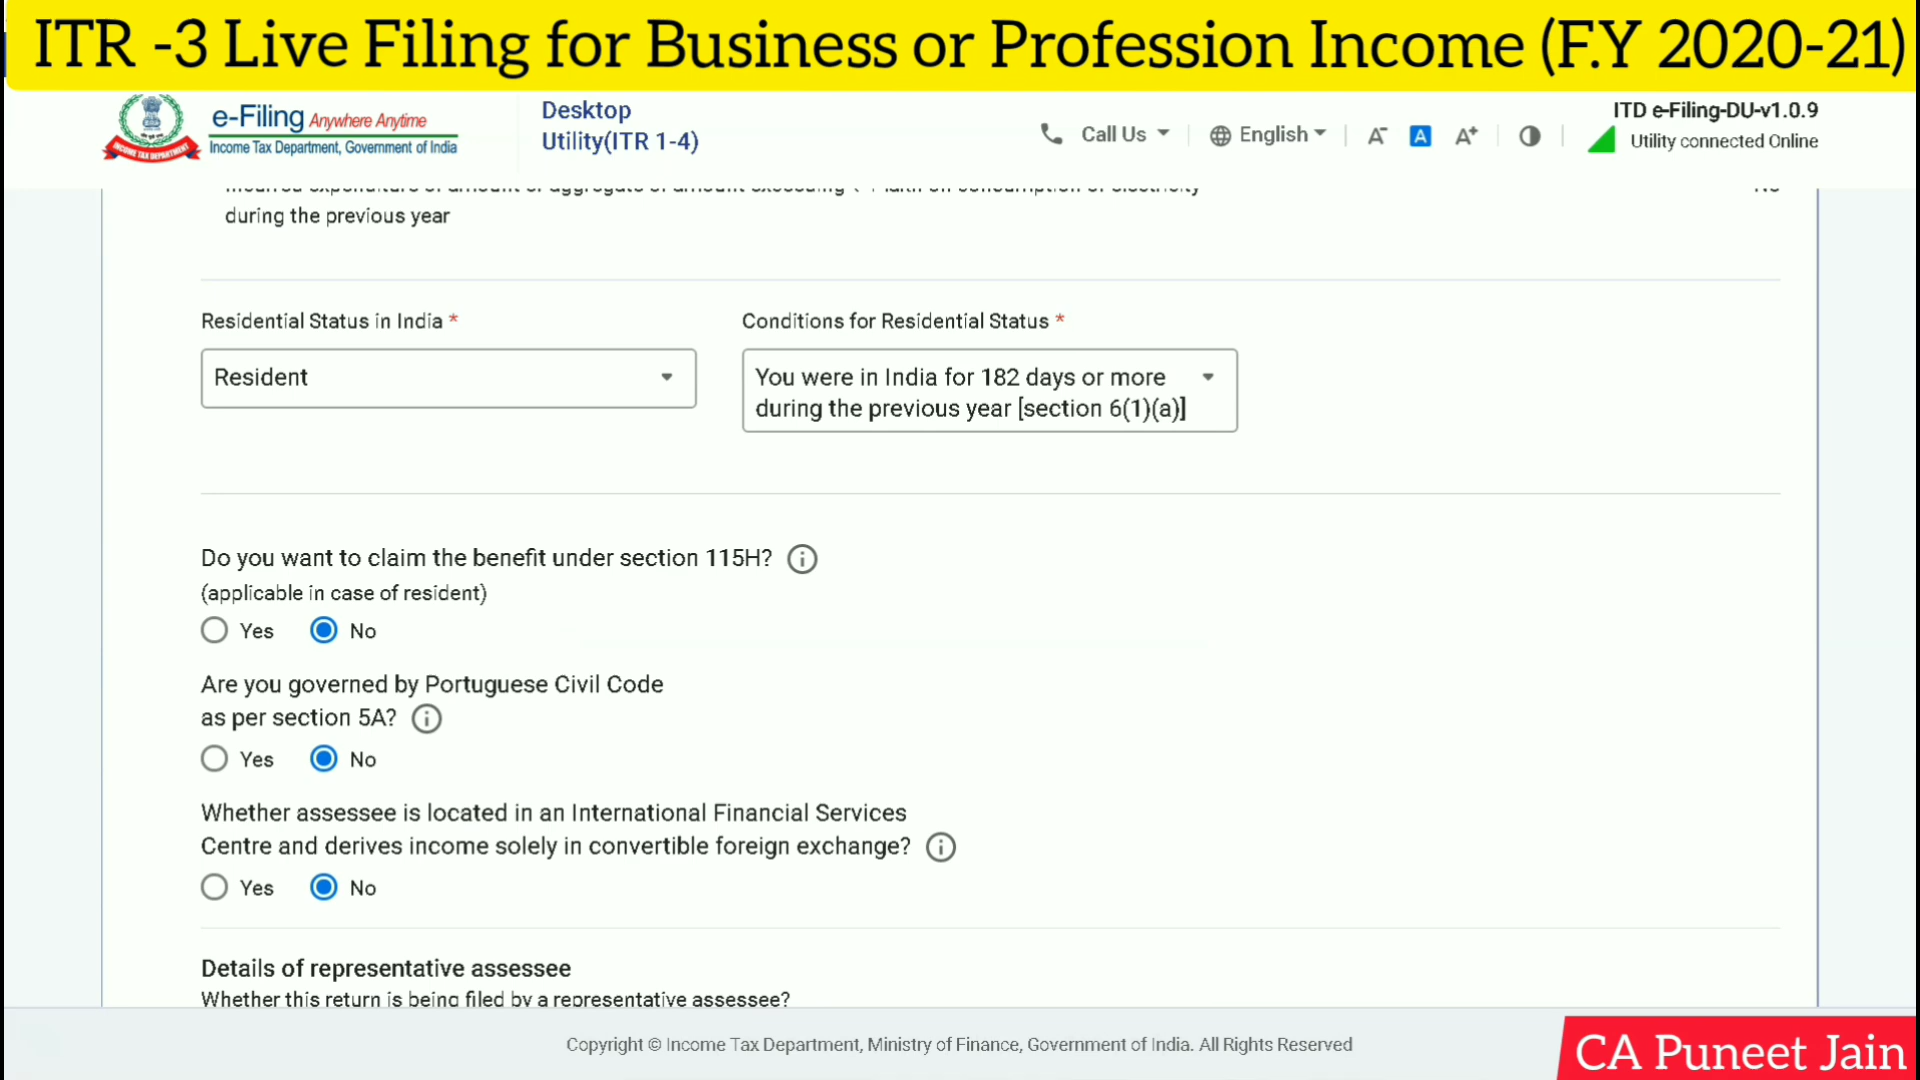 ITR -3 Live Filing for Business or Profession Income (F.Y 2020-21)
e-Filing Anywhere Anytime
Income Tax Department, Government of India
INCOME TAX DEPARTMENT
Desktop
Utility(ITR 1-4)
Call Us
English
A-
A
A+
ITD e-Filing-DU-v1.0.9
Utility connected Online
during the previous year
Residential Status in India *
Conditions for Residential Status *
Resident
You were in India for 182 days or more
during the previous year [section 6(1)(a)]
Do you want to claim the benefit under section 115H?
(applicable in case of resident)
Yes No
Are you governed by Portuguese Civil Code
as per section 5A?
Yes No
Whether assessee is located in an International Financial Services
Centre and derives income solely in convertible foreign exchange?
Yes No
Details of representative assessee
Whether this return is being filed by a representative assessee?
Copyright © Income Tax Department, Ministry of Finance, Government of India. All Rights Reserved
CA Puneet Jain